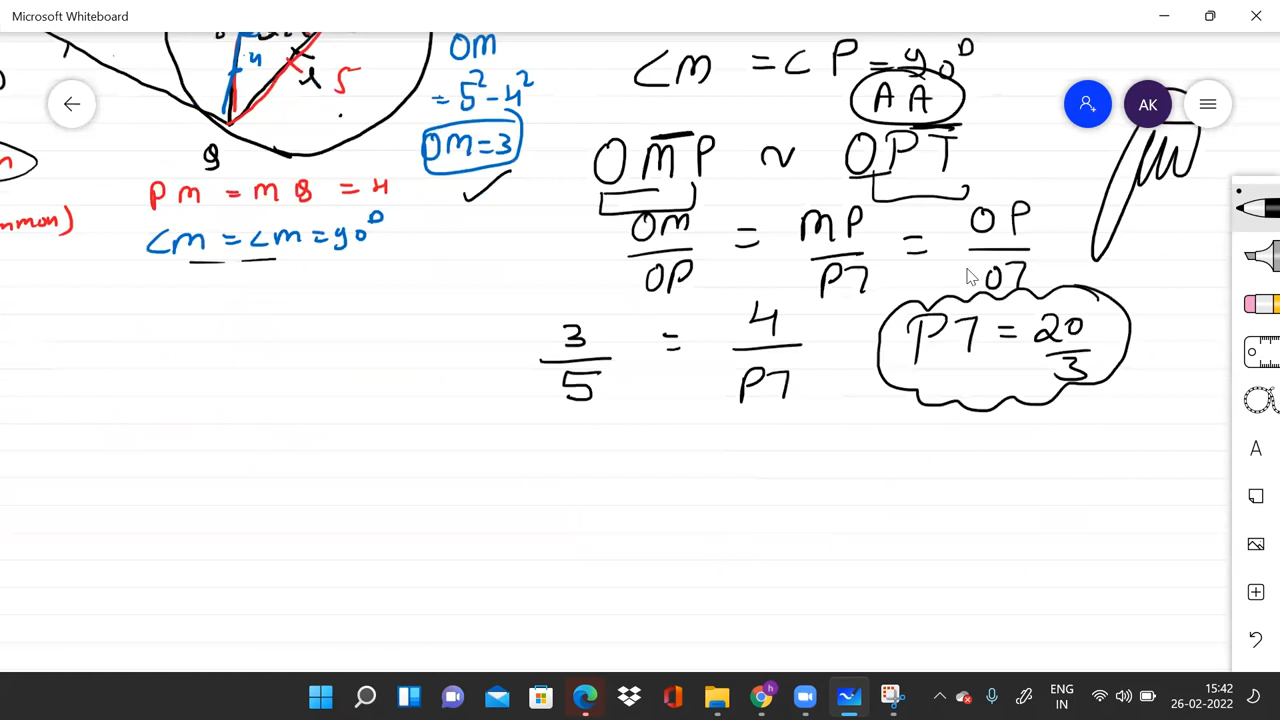 Microsoft Whiteboard
4
5
Q
OM
= 5² - 4²
OM = 3
PM = MQ = 4
mmon)
<M = <M = 90°
<M = <P = 90°
AA
OMP ~ OPT
OM/OP = MP/PT = OP/OT
3/5 = 4/PT
PT = 20/3
AK
A
ENG
IN
15:42
26-02-2022